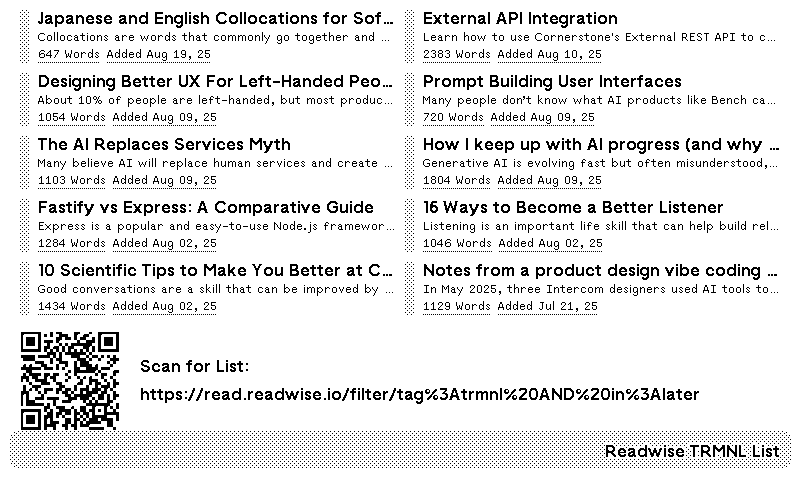 Japanese and English Collocations for Sof...
Collocations are words that commonly go together and ...
647 Words Added Aug 19, 25
Designing Better UX For Left-Handed Peo...
About 10% of people are left-handed, but most produc...
1054 Words Added Aug 09, 25
The AI Replaces Services Myth
Many believe AI will replace human services and create ...
1103 Words Added Aug 09, 25
Fastify vs Express: A Comparative Guide
Express is a popular and easy-to-use Node.js framewor...
1284 Words Added Aug 02, 25
10 Scientific Tips to Make You Better at C...
Good conversations are a skill that can be improved by ...
1434 Words Added Aug 02, 25
External API Integration
Learn how to use Cornerstone's External REST API to c...
2383 Words Added Aug 10, 25
Prompt Building User Interfaces
Many people don't know what AI products like Bench ca...
720 Words Added Aug 09, 25
How I keep up with AI progress (and why ...
Generative AI is evolving fast but often misunderstood,...
1804 Words Added Aug 09, 25
16 Ways to Become a Better Listener
Listening is an important life skill that can help build rel...
1046 Words Added Aug 02, 25
Notes from a product design vibe coding ...
In May 2025, three Intercom designers used AI tools to...
1129 Words Added Jul 21, 25
Scan for List:
https://read.readwise.io/filter/tag%3Atrmnl%20AND%20in%3Alater
Readwise TRMNL List